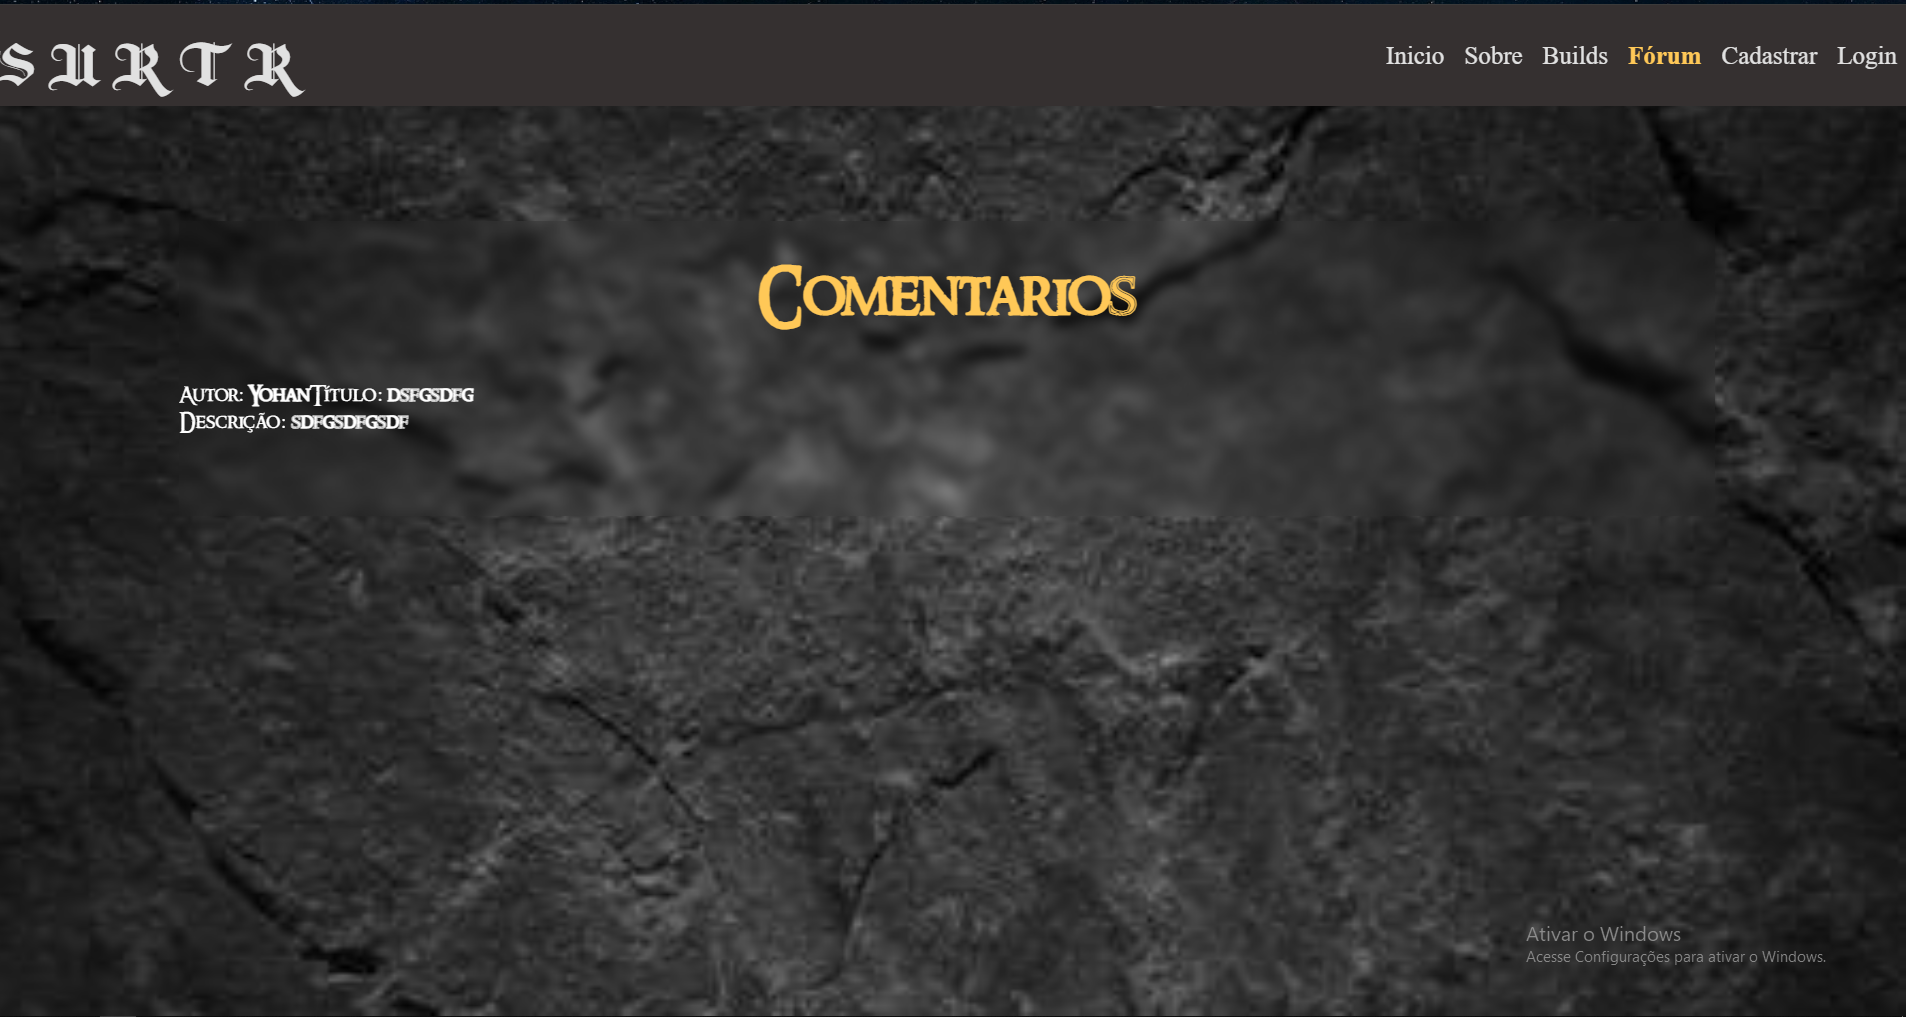 SURTR
Inicio Sobre Builds Fórum Cadastrar Login
Comentarios
Autor: YohanTítulo: dsfgsdfg
Descrição: sdfgsdfgsdf
Ativar o Windows
Acesse Configurações para ativar o Windows.